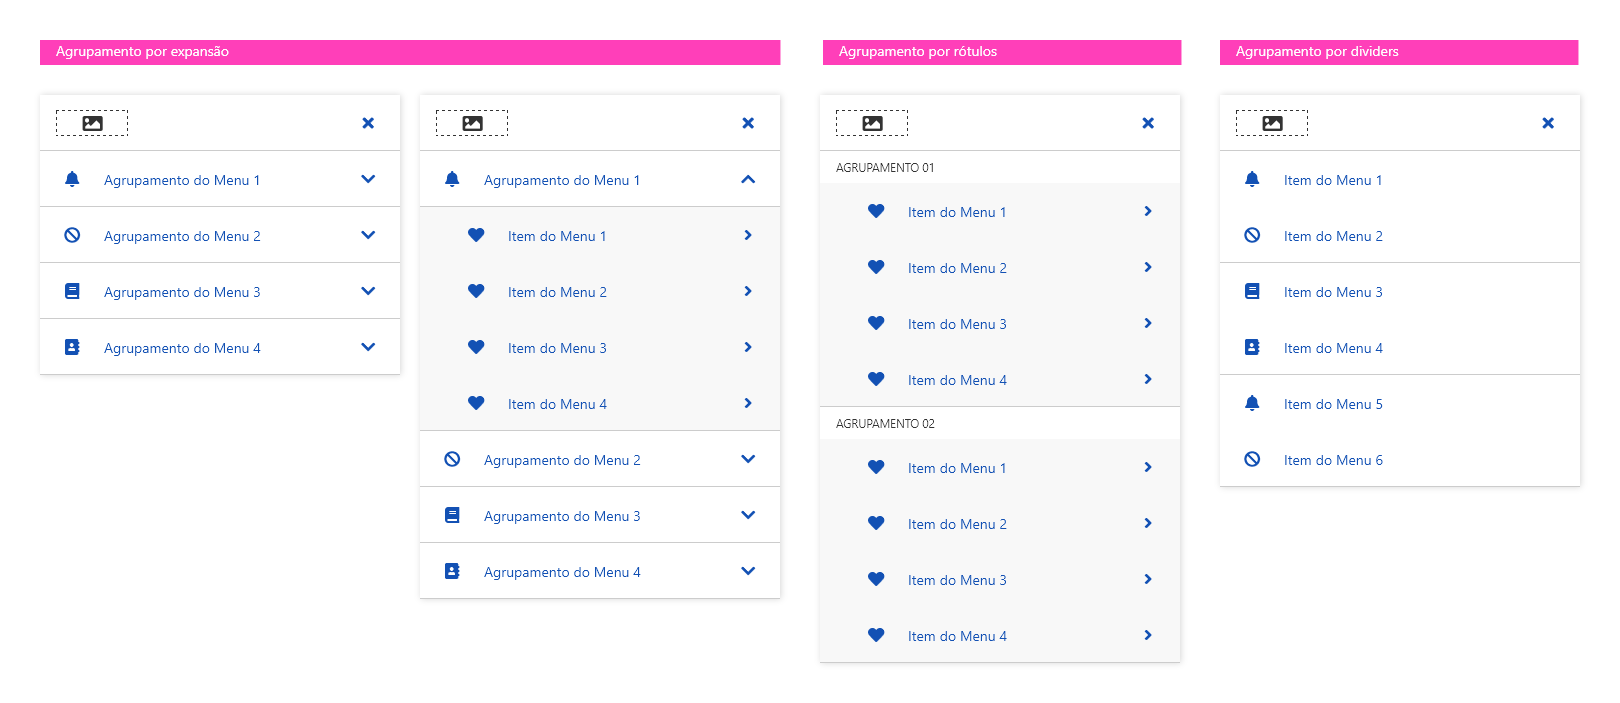 Agrupamento por expansão
Agrupamento do Menu 1
Agrupamento do Menu 2
Agrupamento do Menu 3
Agrupamento do Menu 4
Agrupamento do Menu 1
Item do Menu 1
Item do Menu 2
Item do Menu 3
Item do Menu 4
Agrupamento do Menu 2
Agrupamento do Menu 3
Agrupamento do Menu 4
Agrupamento por rótulos
AGRUPAMENTO 01
Item do Menu 1
Item do Menu 2
Item do Menu 3
Item do Menu 4
AGRUPAMENTO 02
Item do Menu 1
Item do Menu 2
Item do Menu 3
Item do Menu 4
Agrupamento por dividers
Item do Menu 1
Item do Menu 2
Item do Menu 3
Item do Menu 4
Item do Menu 5
Item do Menu 6